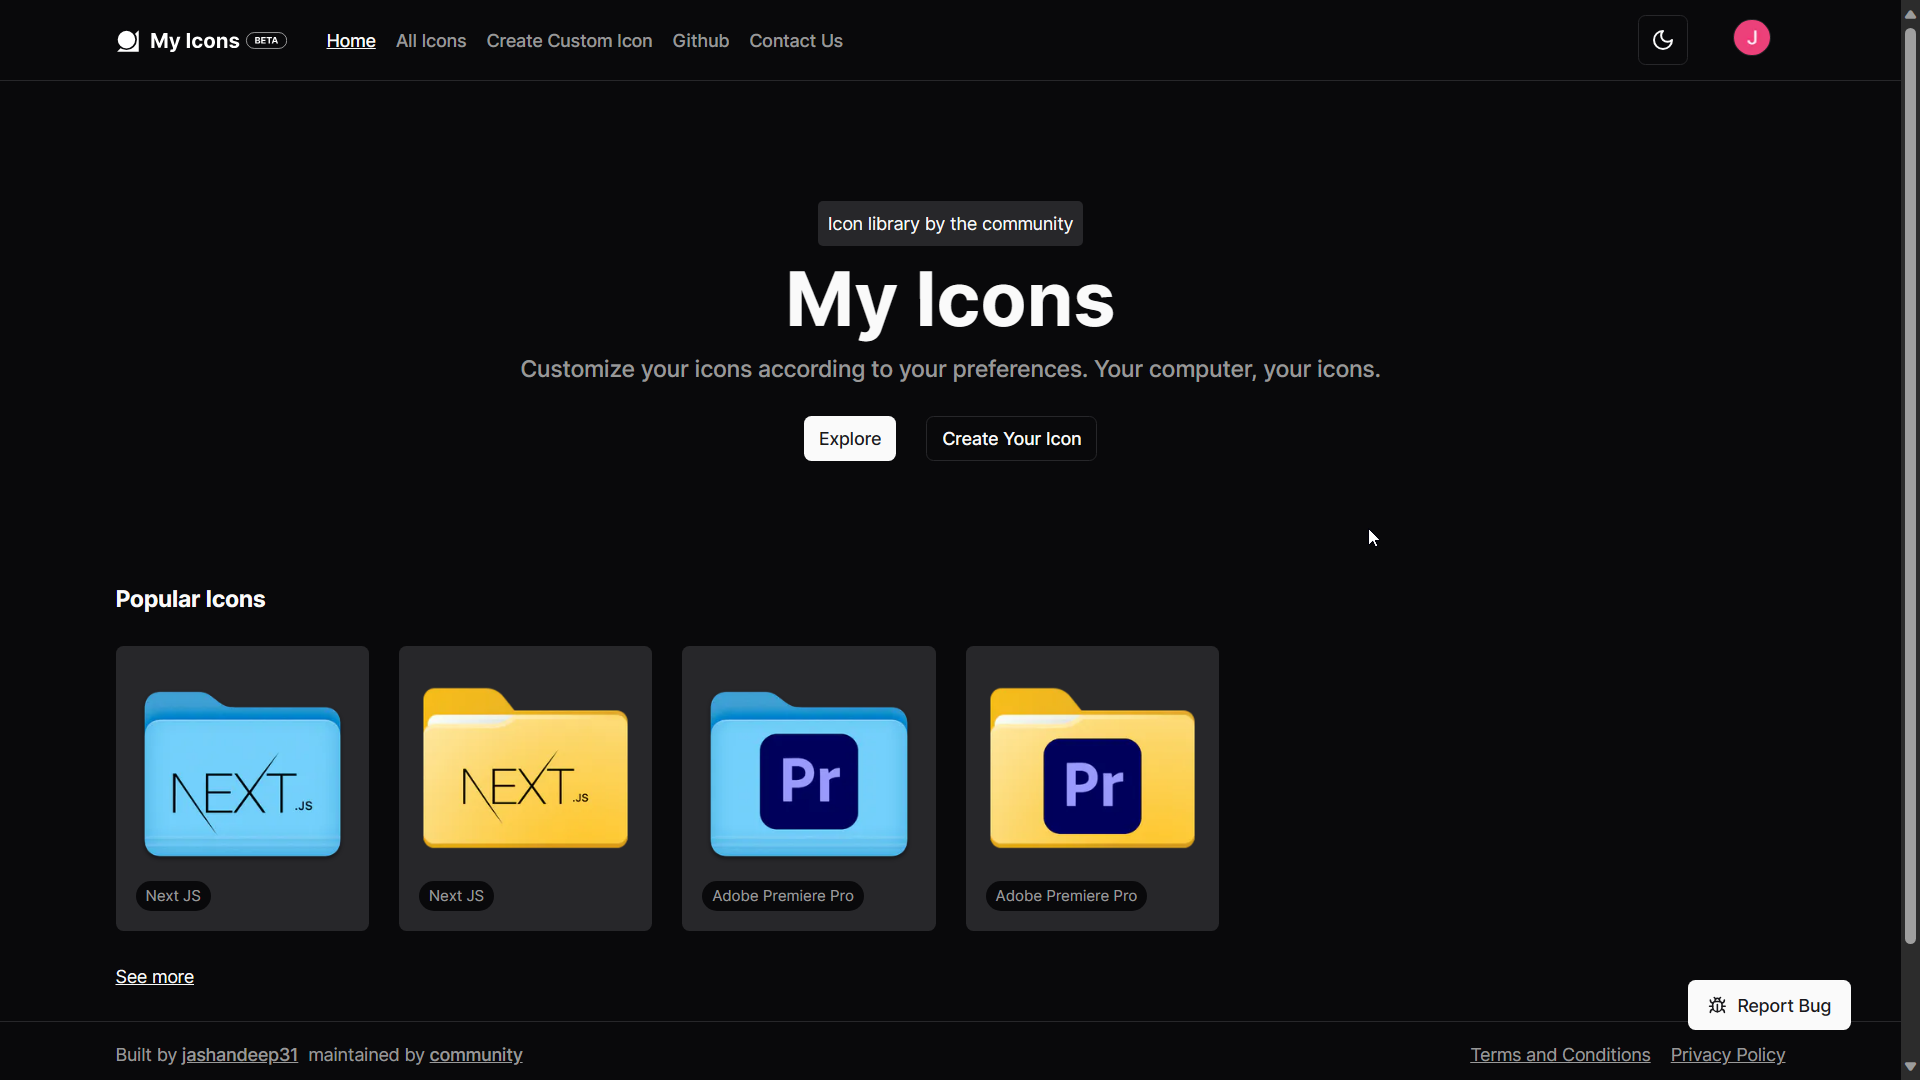 My Icons BETA Home All Icons Create Custom Icon Github Contact Us J
Icon library by the community
My Icons
Customize your icons according to your preferences. Your computer, your icons.
Explore Create Your Icon
Popular Icons
NEXT.JS NEXT.JS Pr Pr
Next JS Next JS Adobe Premiere Pro Adobe Premiere Pro
See more
Report Bug
Built by jashandeep31 maintained by community Terms and Conditions Privacy Policy